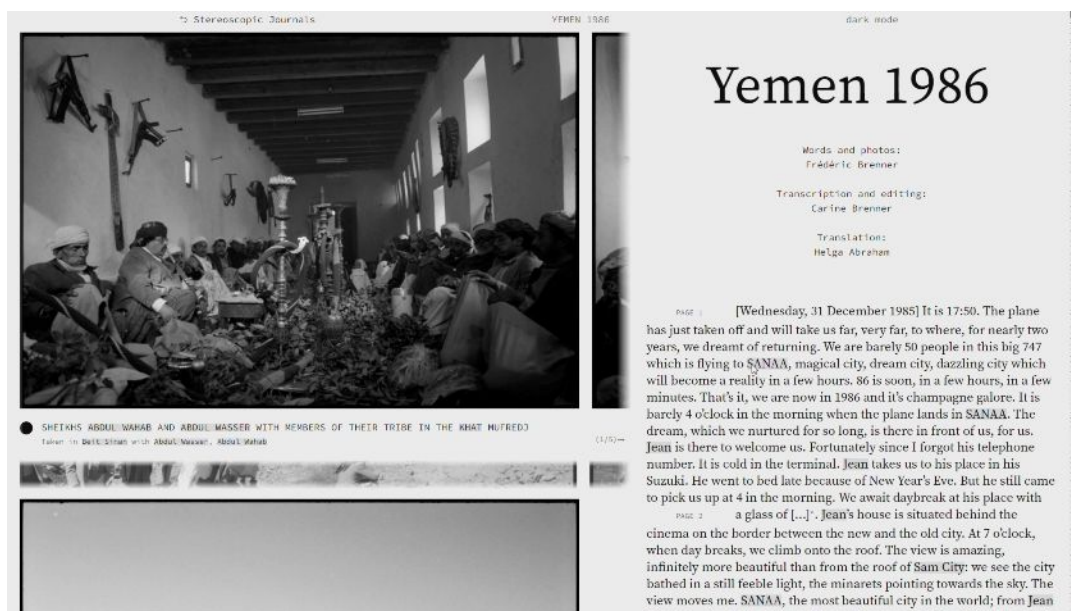 ⮌ Stereoscopic Journals
YEMEN 1986
dark mode
SHEIKHS ABDUL WAHAB AND ABDUL WASSER WITH MEMBERS OF THEIR TRIBE IN THE KHAT MUFREDJ
Taken in Beit Sinan with Abdul Wasser, Abdul Wahab
(1/5)→
Yemen 1986
Words and photos:
Frédéric Brenner
Transcription and editing:
Carine Brenner
Translation:
Helga Abraham
PAGE 1 [Wednesday, 31 December 1985] It is 17:50. The plane
has just taken off and will take us far, very far, to where, for nearly two
years, we dreamt of returning. We are barely 50 people in this big 747
which is flying to SANAA, magical city, dream city, dazzling city which
will become a reality in a few hours. 86 is soon, in a few hours, in a few
minutes. That’s it, we are now in 1986 and it’s champagne galore. It is
barely 4 o’clock in the morning when the plane lands in SANAA. The
dream, which we nurtured for so long, is there in front of us, for us.
Jean is there to welcome us. Fortunately since I forgot his telephone
number. It is cold in the terminal. Jean takes us to his place in his
Suzuki. He went to bed late because of New Year’s Eve. But he still came
to pick us up at 4 in the morning. We await daybreak at his place with
PAGE 2 a glass of [...]*. Jean’s house is situated behind the
cinema on the border between the new and the old city. At 7 o’clock,
when day breaks, we climb onto the roof. The view is amazing,
infinitely more beautiful than from the roof of Sam City: we see the city
bathed in a still feeble light, the minarets pointing towards the sky. The
view moves me. SANAA, the most beautiful city in the world; from Jean